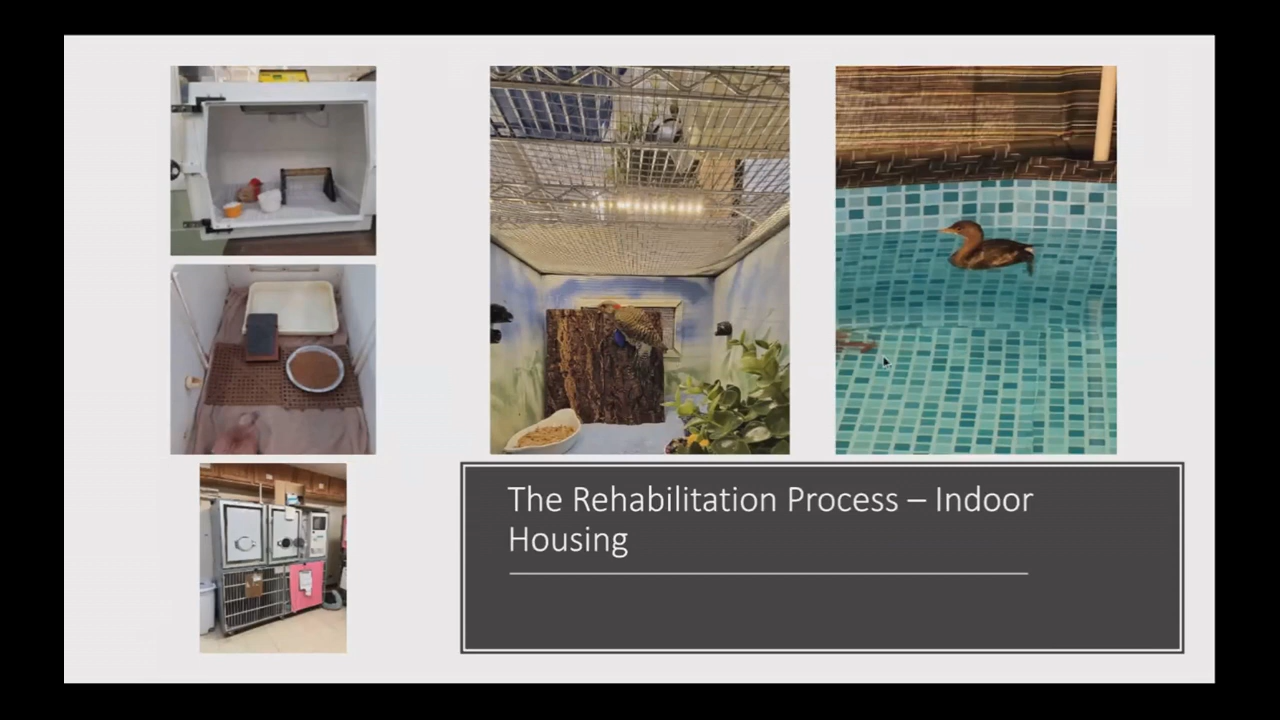 The Rehabilitation Process – Indoor
Housing